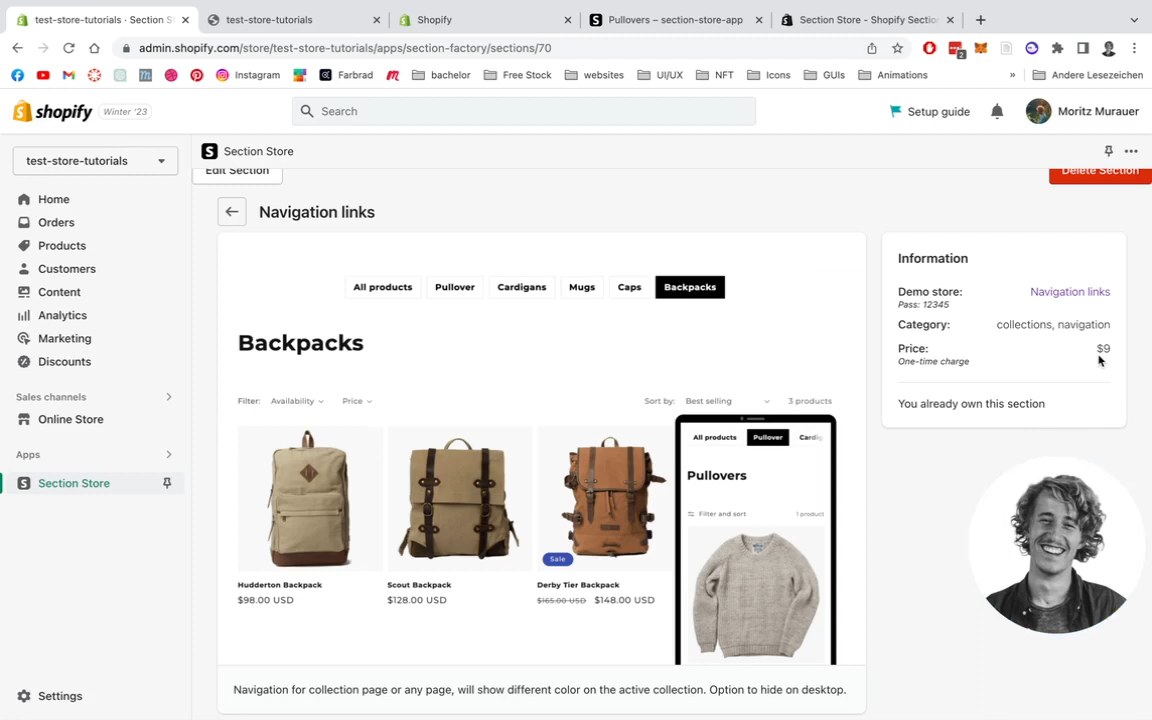 test-store-tutorials · Section S
test-store-tutorials
Shopify
Pullovers – section-store-app
Section Store - Shopify Section
admin.shopify.com/store/test-store-tutorials/apps/section-factory/sections/70
2
Instagram
Farbrad
bachelor
Free Stock
websites
UI/UX
NFT
Icons
GUIs
Animations
»
Andere Lesezeichen
shopify
Winter '23
Search
Setup guide
Moritz Murauer
test-store-tutorials
S Section Store
Edit Section
Delete Section
Home
Orders
Products
Customers
Content
Analytics
Marketing
Discounts
Sales channels
Online Store
Apps
S Section Store
Settings
Navigation links
All products
Pullover
Cardigans
Mugs
Caps
Backpacks
Backpacks
Filter: Availability Price
Sort by: Best selling 3 products
Sale
Hudderton Backpack
$98.00 USD
Scout Backpack
$128.00 USD
Derby Tier Backpack
$165.00 USD $148.00 USD
All products Pullover Cardig
Pullovers
Filter and sort 1 product
Navigation for collection page or any page, will show different color on the active collection. Option to hide on desktop.
Information
Demo store: Navigation links
Pass: 12345
Category: collections, navigation
Price: $9
One-time charge
You already own this section